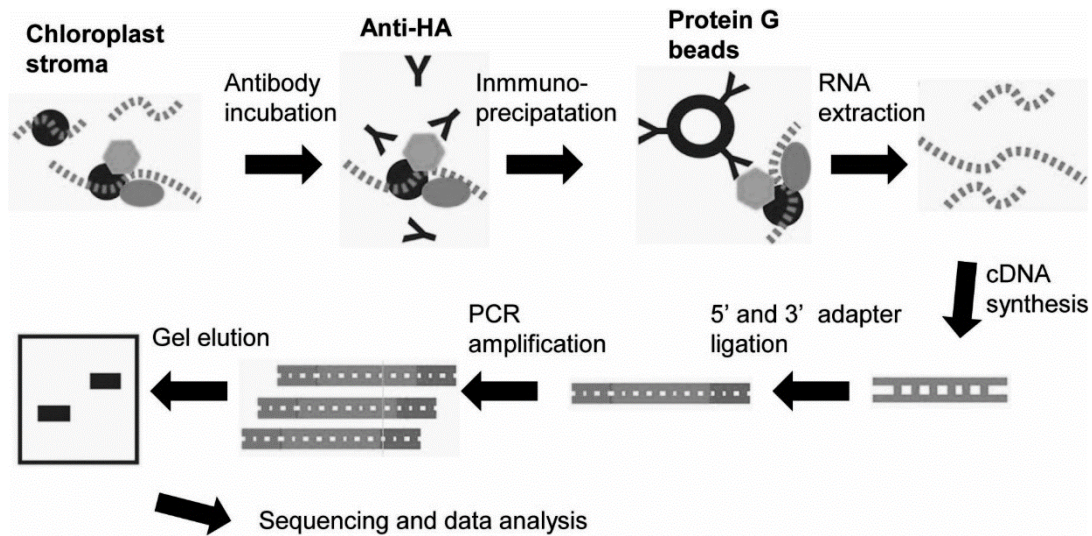 Chloroplast
stroma
Antibody
incubation
Anti-HA
Inmmuno-
precipatation
Protein G
beads
RNA
extraction
cDNA
synthesis
5’ and 3’ adapter
ligation
PCR
amplification
Gel elution
Sequencing and data analysis